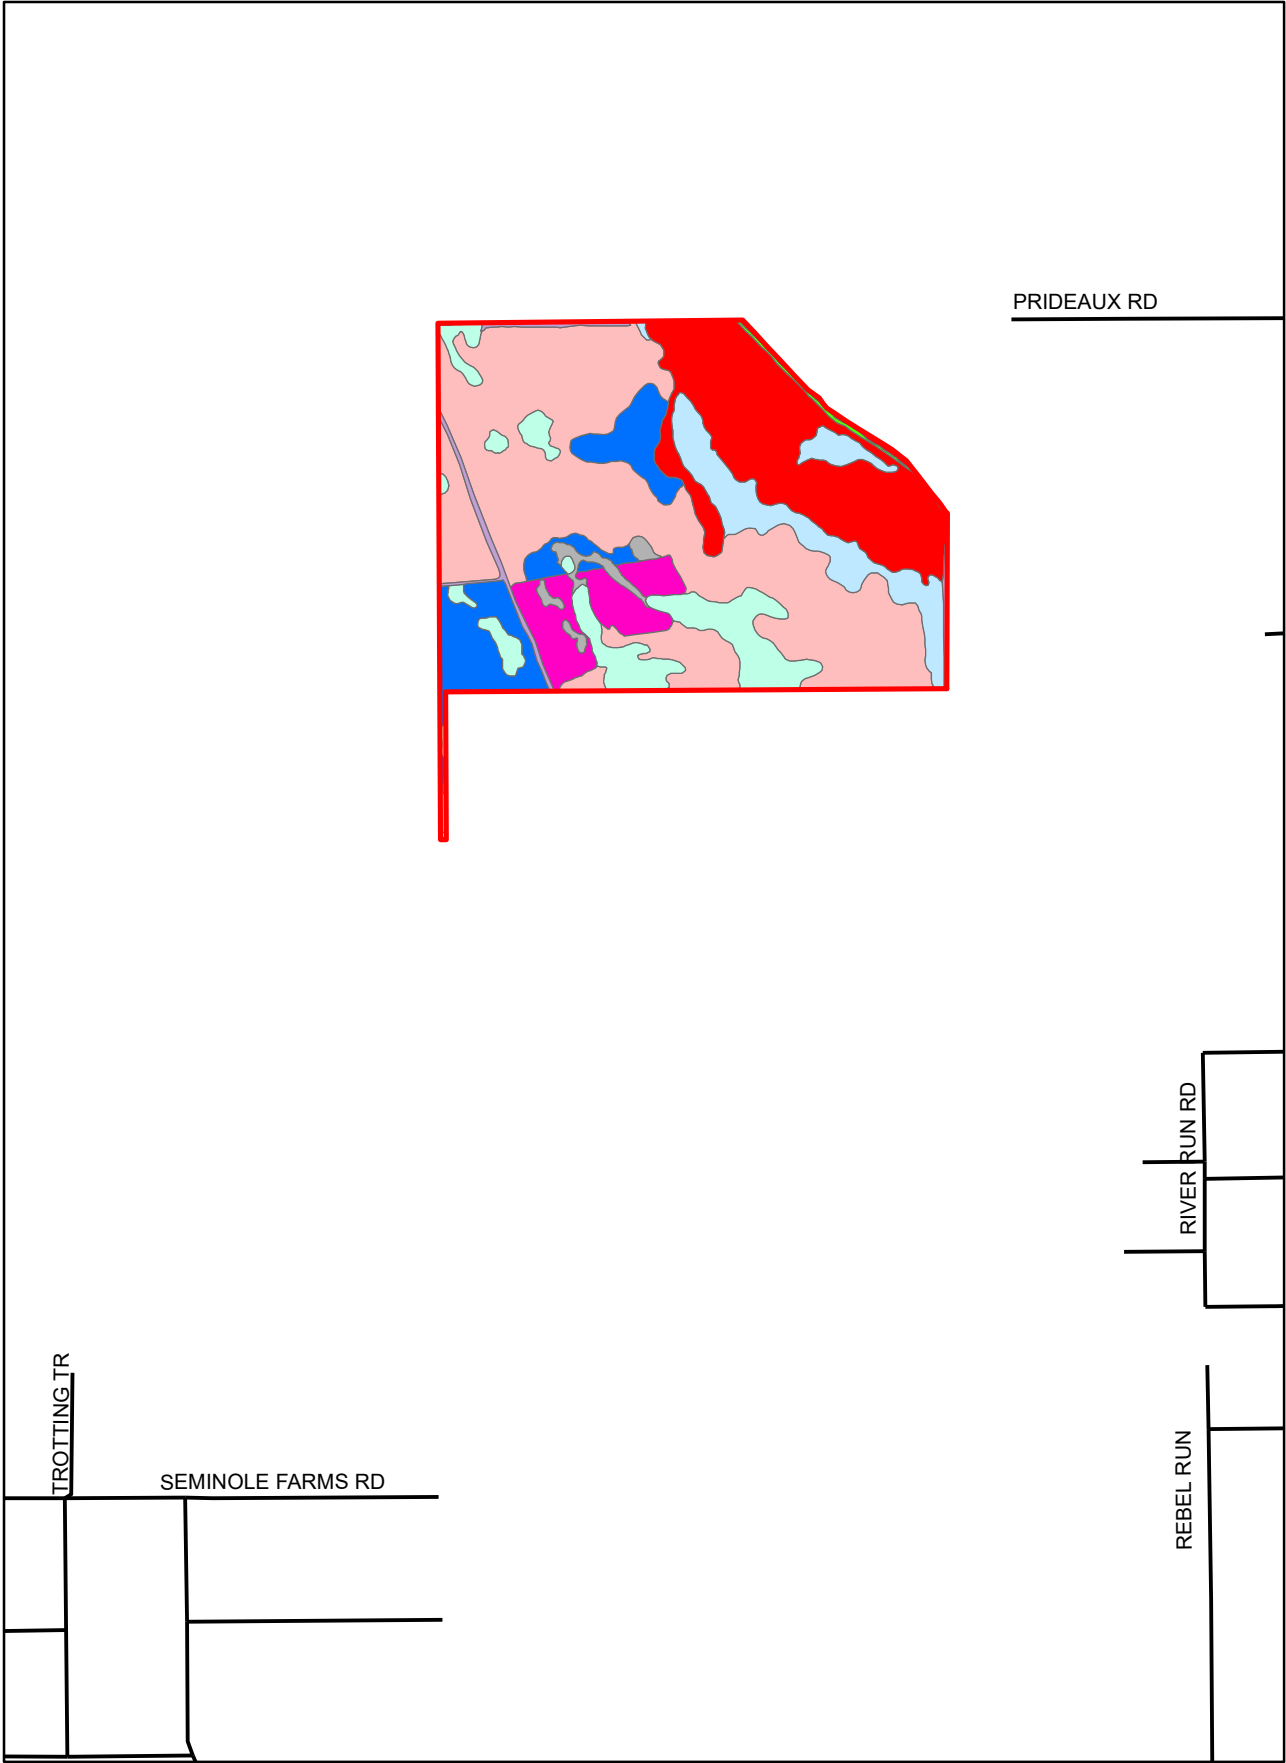 PRIDEAUX RD
RIVER RUN RD
TROTTING TR
SEMINOLE FARMS RD
REBEL RUN